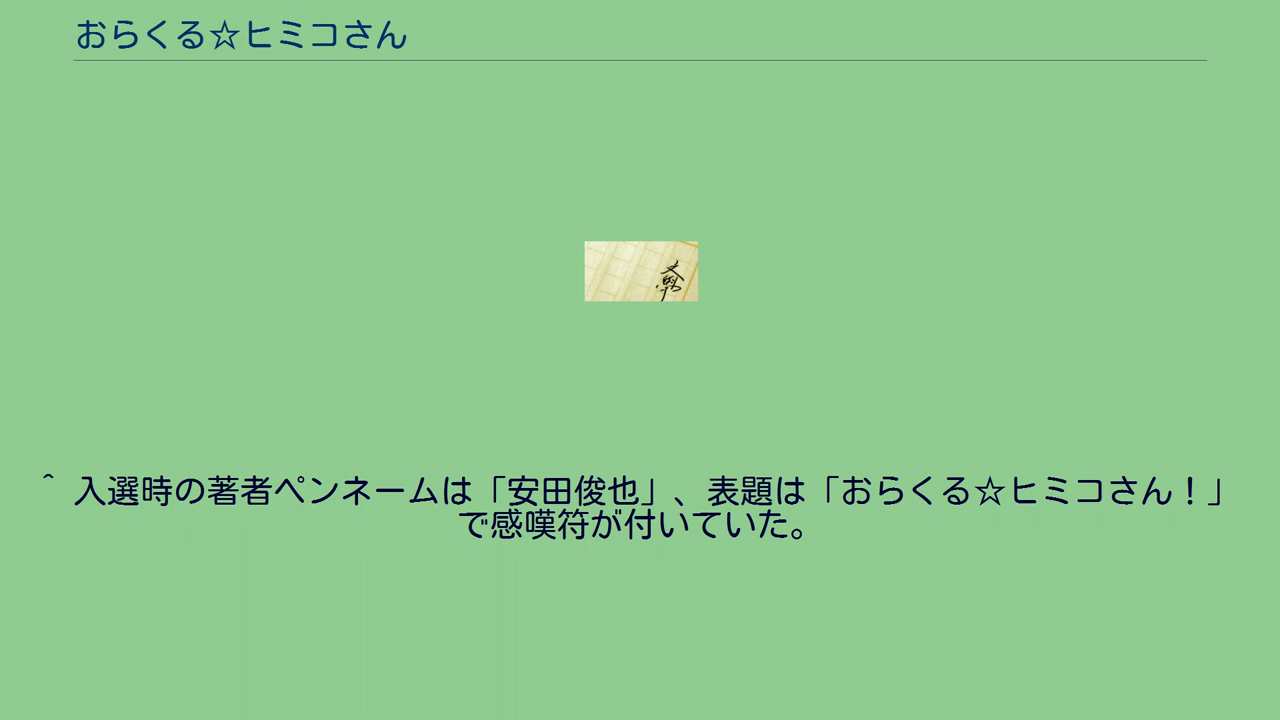 おらくる☆ヒミコさん
^ 入選時の著者ペンネームは「安田俊也」、表題は「おらくる☆ヒミコさん！」
で感嘆符が付いていた。